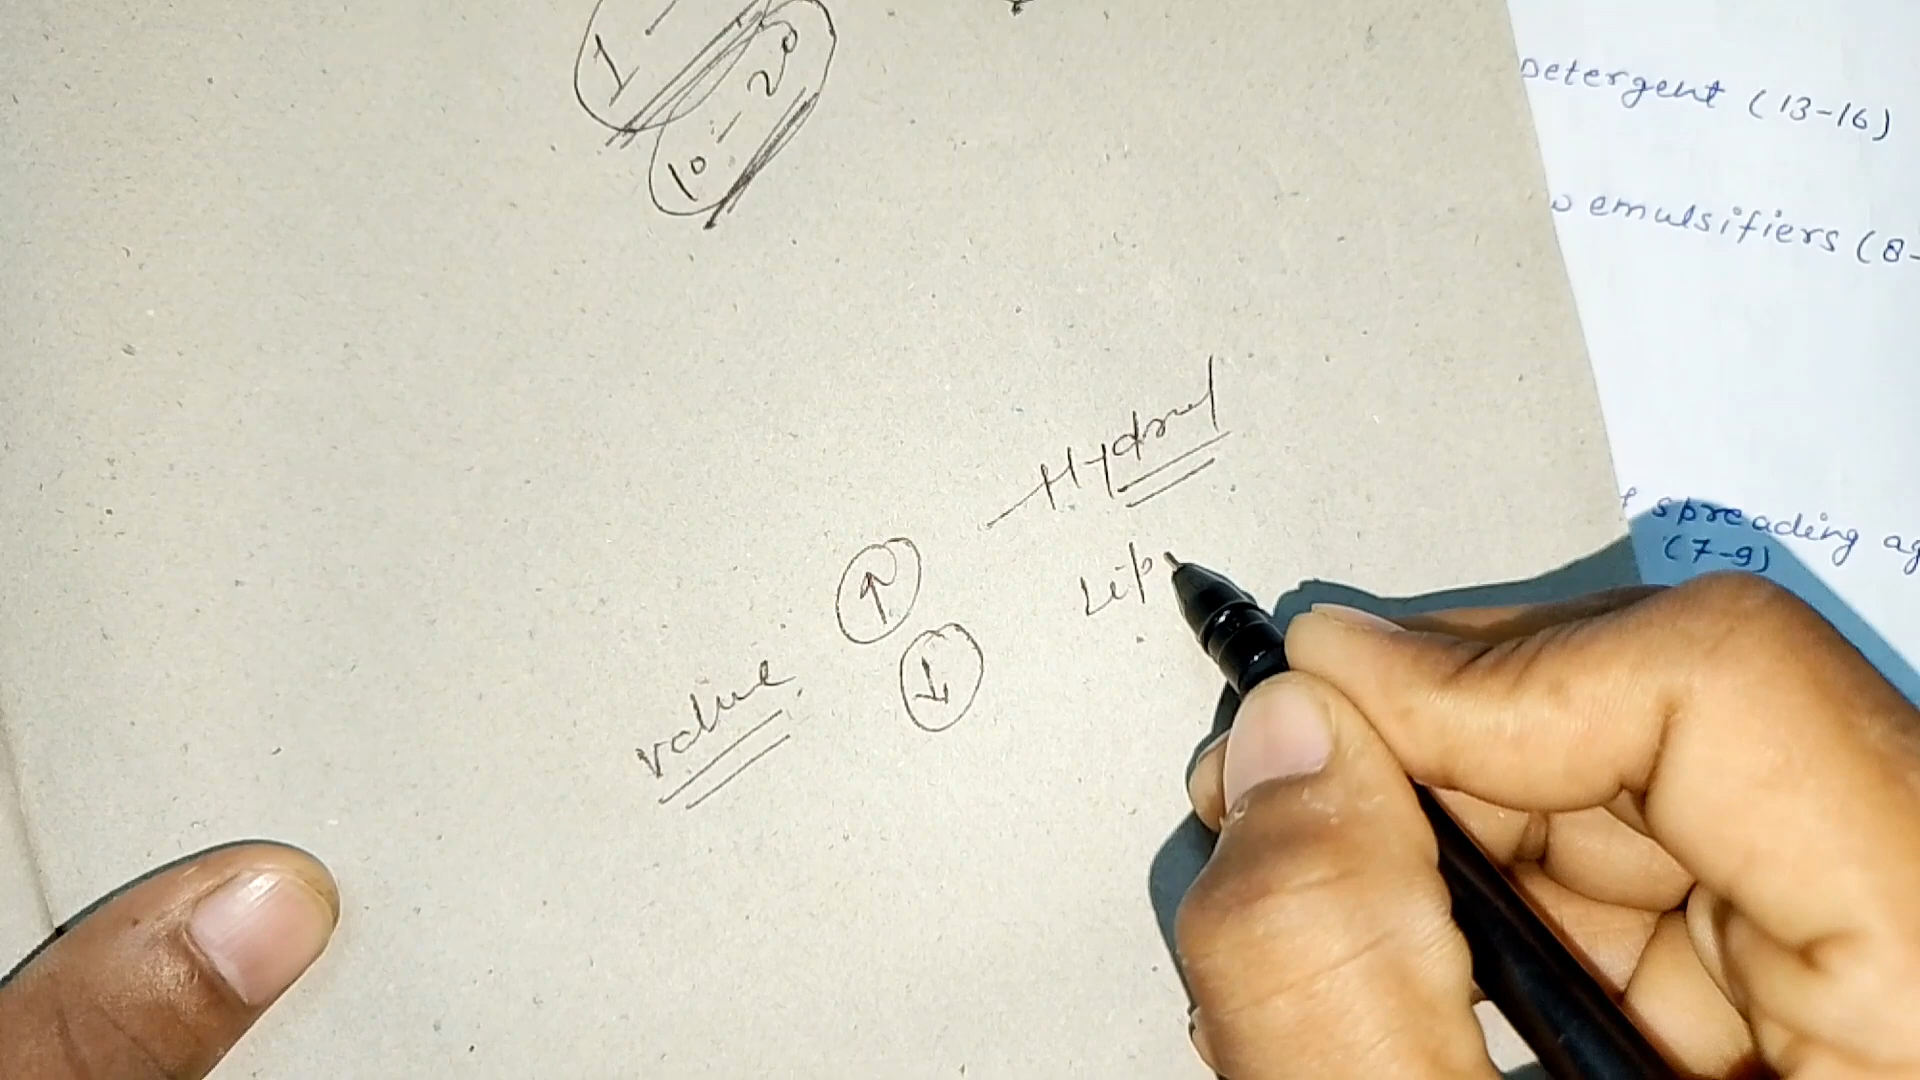 1 -
10 - 20
Hydro
Lip
↑
↓
value
Detergent (13-16)
emulsifiers (8-
spreading ag
(7-9)